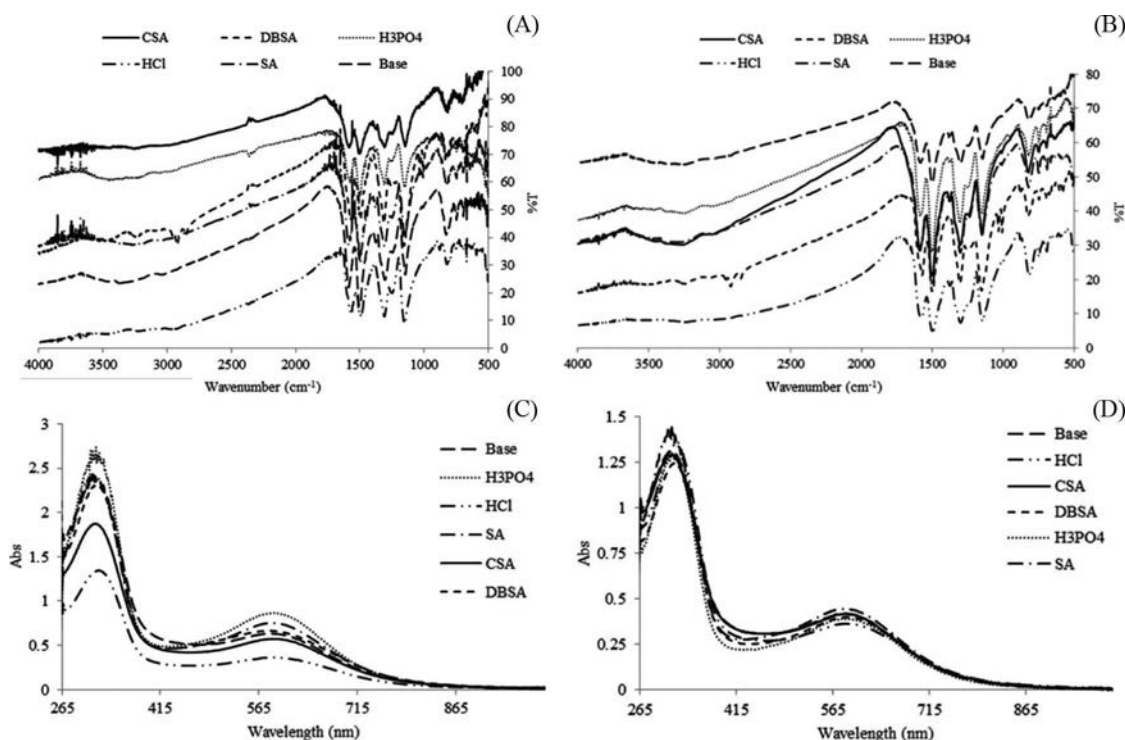 (A)
CSA DBSA H3PO4
HCl SA Base
100
90
80
70
60
50
40
30
20
10
0
%T
4000 3500 3000 2500 2000 1500 1000 500
Wavenumber (cm-1)
(B)
CSA DBSA H3PO4
HCl SA Base
80
70
60
50
40
30
20
10
0
%T
4000 3500 3000 2500 2000 1500 1000 500
Wavenumber (cm-1)
(C)
3
2.5
2
1.5
1
0.5
0
Abs
Base
H3PO4
HCl
SA
CSA
DBSA
265 415 565 715 865
Wavelength (nm)
(D)
1.5
1.25
1
0.75
0.5
0.25
0
Abs
Base
HCl
CSA
DBSA
H3PO4
SA
265 415 565 715 865
Wavelength (nm)